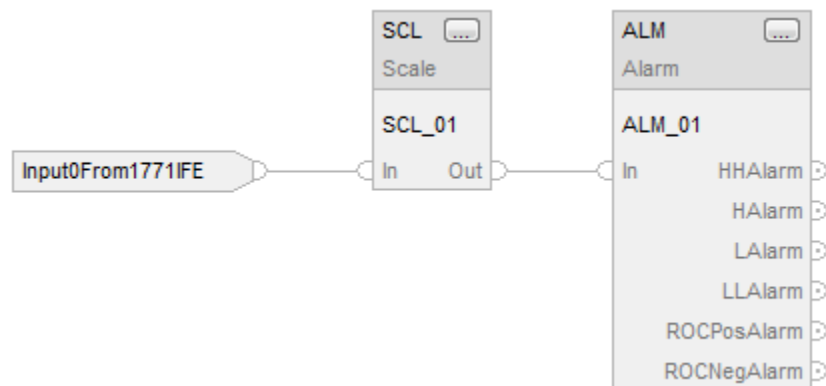 SCL ...
Scale
SCL_01
In Out
ALM ...
Alarm
ALM_01
In HHAlarm
HAlarm
LAlarm
LLAlarm
ROCPosAlarm
ROCNegAlarm
Input0From1771IFE